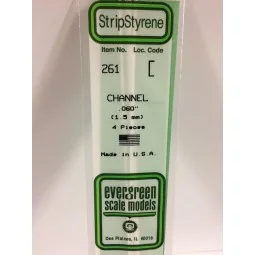 StripStyrene
Item No. Loc. Code
261 C
CHANNEL
.060"
(1.5 mm)
4 Pieces
Made in U.S.A.
evergreen
scale models
Des Plaines, IL 60018